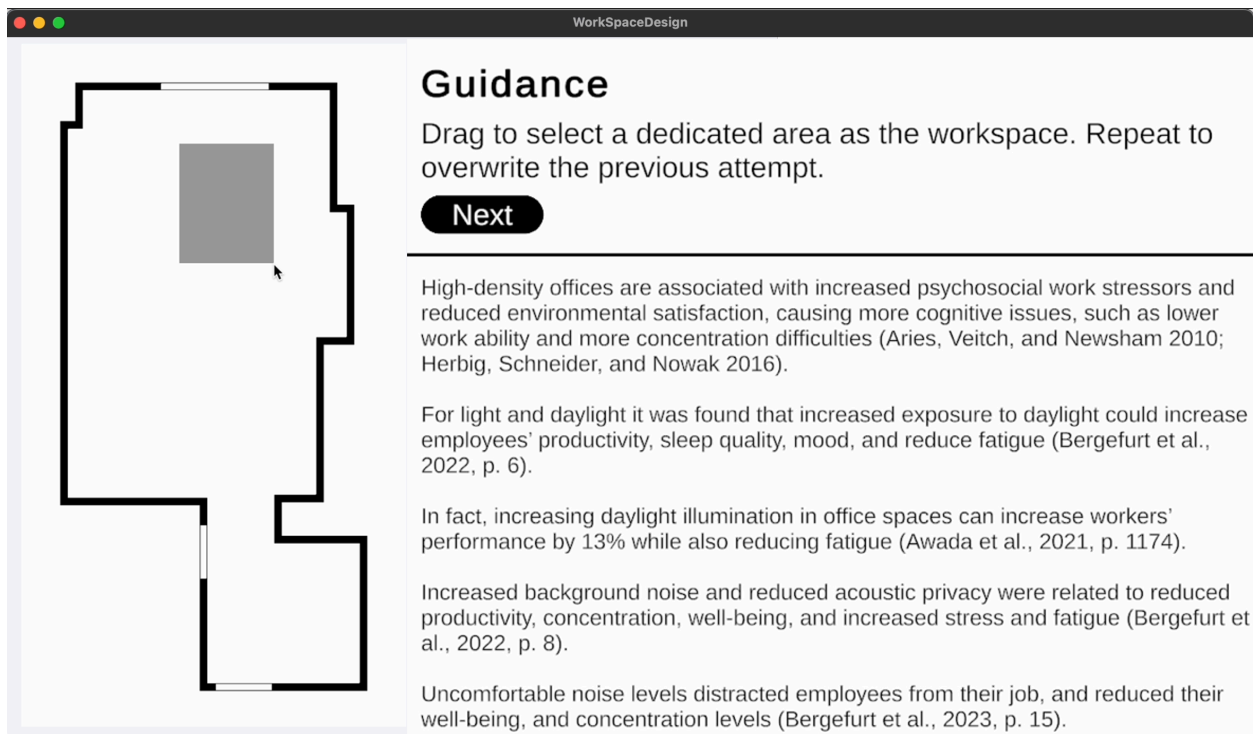 WorkSpaceDesign
Guidance
Drag to select a dedicated area as the workspace. Repeat to
overwrite the previous attempt.
Next
High-density offices are associated with increased psychosocial work stressors and
reduced environmental satisfaction, causing more cognitive issues, such as lower
work ability and more concentration difficulties (Aries, Veitch, and Newsham 2010;
Herbig, Schneider, and Nowak 2016).
For light and daylight it was found that increased exposure to daylight could increase
employees’ productivity, sleep quality, mood, and reduce fatigue (Bergefurt et al.,
2022, p. 6).
In fact, increasing daylight illumination in office spaces can increase workers’
performance by 13% while also reducing fatigue (Awada et al., 2021, p. 1174).
Increased background noise and reduced acoustic privacy were related to reduced
productivity, concentration, well-being, and increased stress and fatigue (Bergefurt et
al., 2022, p. 8).
Uncomfortable noise levels distracted employees from their job, and reduced their
well-being, and concentration levels (Bergefurt et al., 2023, p. 15).